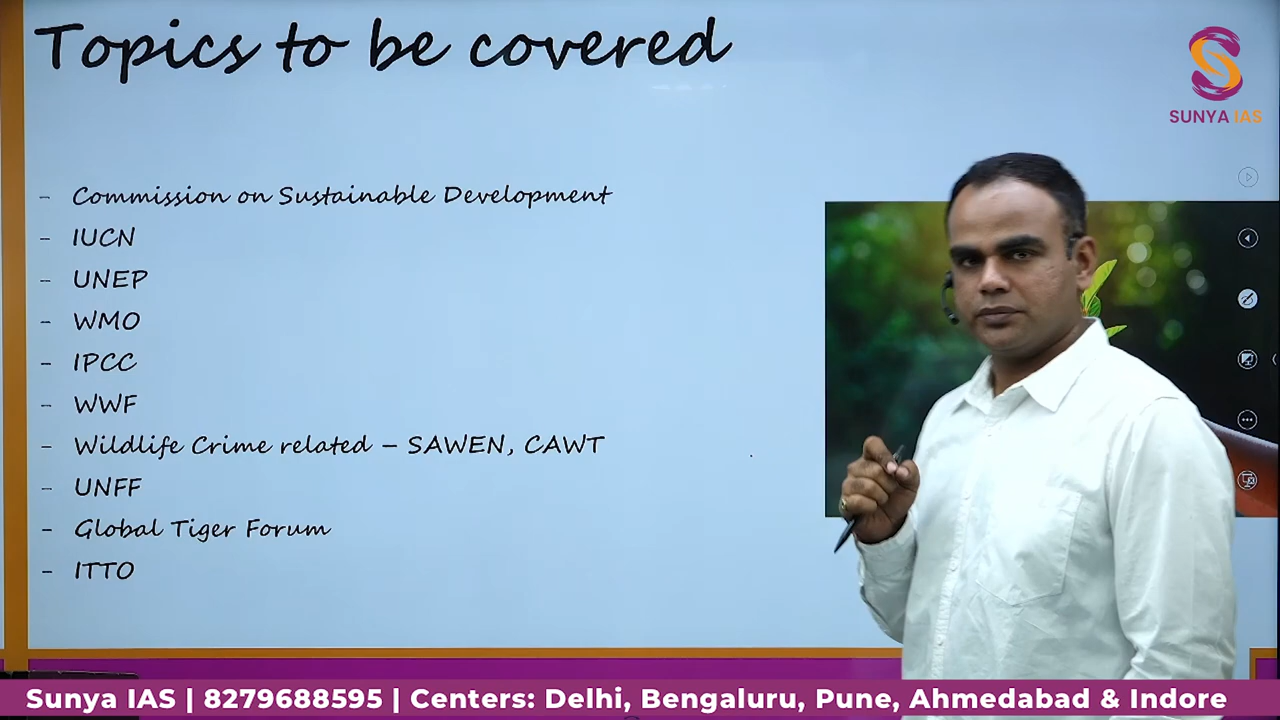 Topics to be covered
SUNYA IAS
- Commission on Sustainable Development
- IUCN
- UNEP
- WMO
- IPCC
- WWF
- Wildlife Crime related – SAWEN, CAWT
- UNFF
- Global Tiger Forum
- ITTO
Sunya IAS | 8279688595 | Centers: Delhi, Bengaluru, Pune, Ahmedabad & Indore